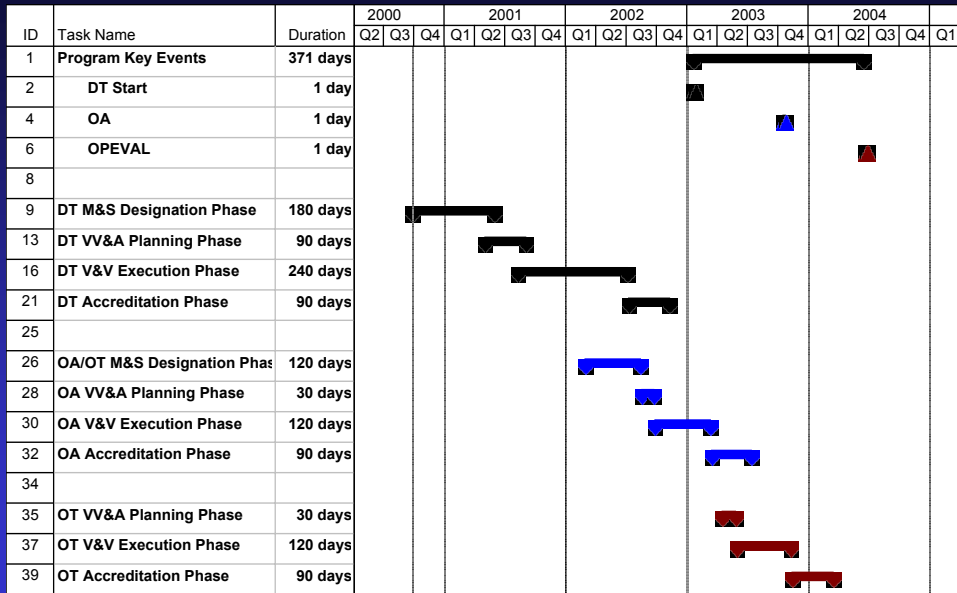 2000 2001 2002 2003 2004
ID Task Name Duration Q2 Q3 Q4 Q1 Q2 Q3 Q4 Q1 Q2 Q3 Q4 Q1 Q2 Q3 Q4 Q1 Q2 Q3 Q4 Q1
1 Program Key Events 371 days
2 DT Start 1 day
4 OA 1 day
6 OPEVAL 1 day
8
9 DT M&S Designation Phase 180 days
13 DT VV&A Planning Phase 90 days
16 DT V&V Execution Phase 240 days
21 DT Accreditation Phase 90 days
25
26 OA/OT M&S Designation Phas 120 days
28 OA VV&A Planning Phase 30 days
30 OA V&V Execution Phase 120 days
32 OA Accreditation Phase 90 days
34
35 OT VV&A Planning Phase 30 days
37 OT V&V Execution Phase 120 days
39 OT Accreditation Phase 90 days